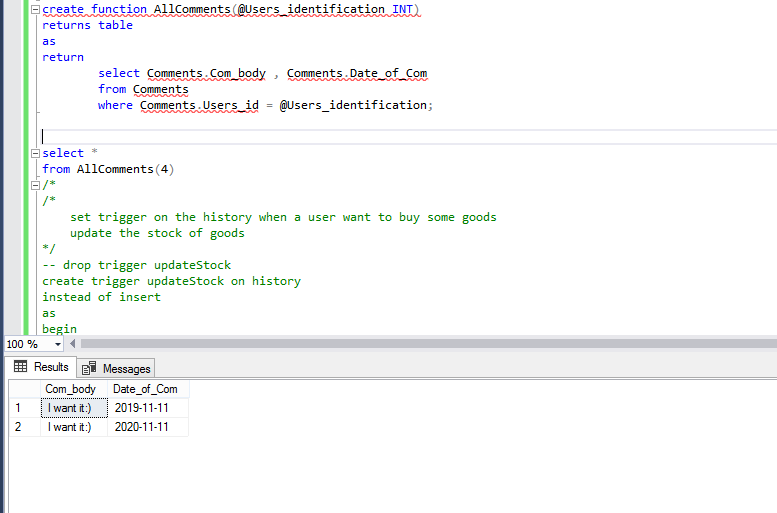 create function AllComments(@Users_identification INT)
returns table
as
return
select Comments.Com_body , Comments.Date_of_Com
from Comments
where Comments.Users_id = @Users_identification;
select *
from AllComments(4)
/*
/*
set trigger on the history when a user want to buy some goods
update the stock of goods
*/
-- drop trigger updateStock
create trigger updateStock on history
instead of insert
as
begin
100 %
Results Messages
Com_body Date_of_Com
1 I want it:) 2019-11-11
2 I want it:) 2020-11-11